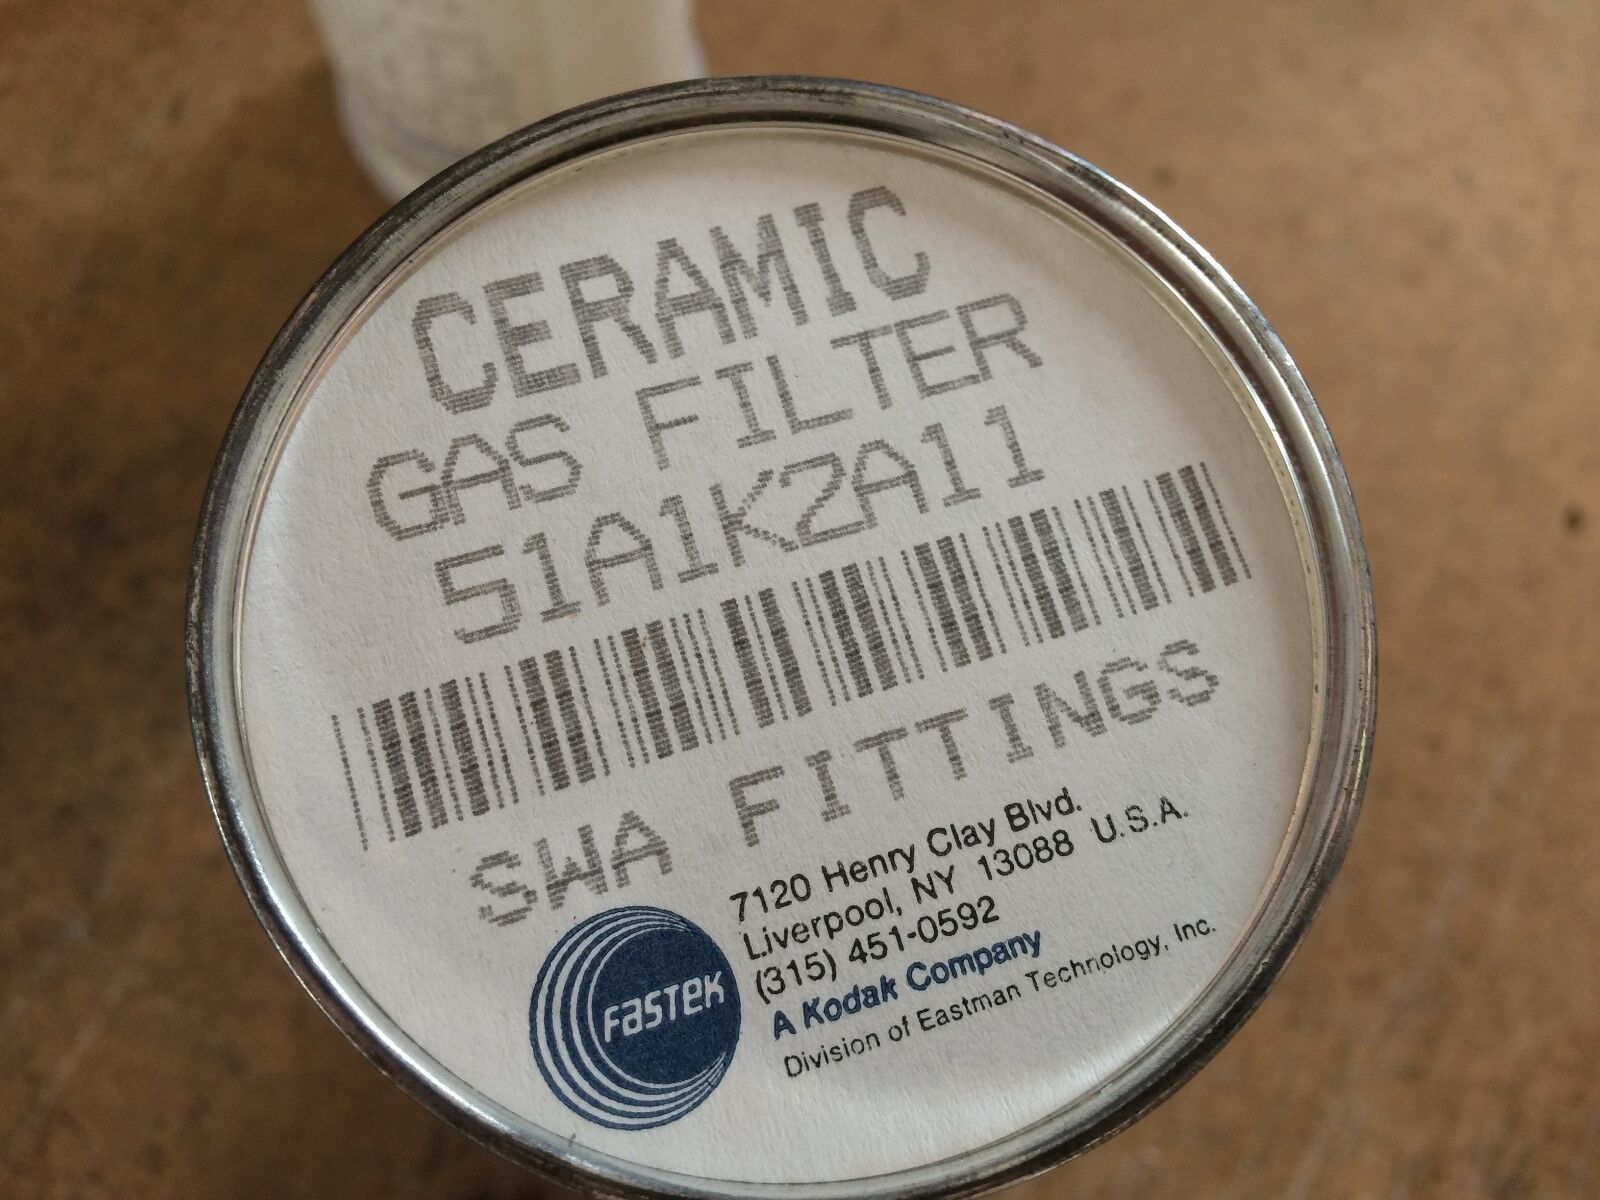 CERAMIC
GAS FILTER
51A1KZA11
SWA FITTINGS
7120 Henry Clay Blvd.
Liverpool, NY 13088 U.S.A.
(315) 451-0592
A Kodak Company
Division of Eastman Technology, Inc.
FASTEK